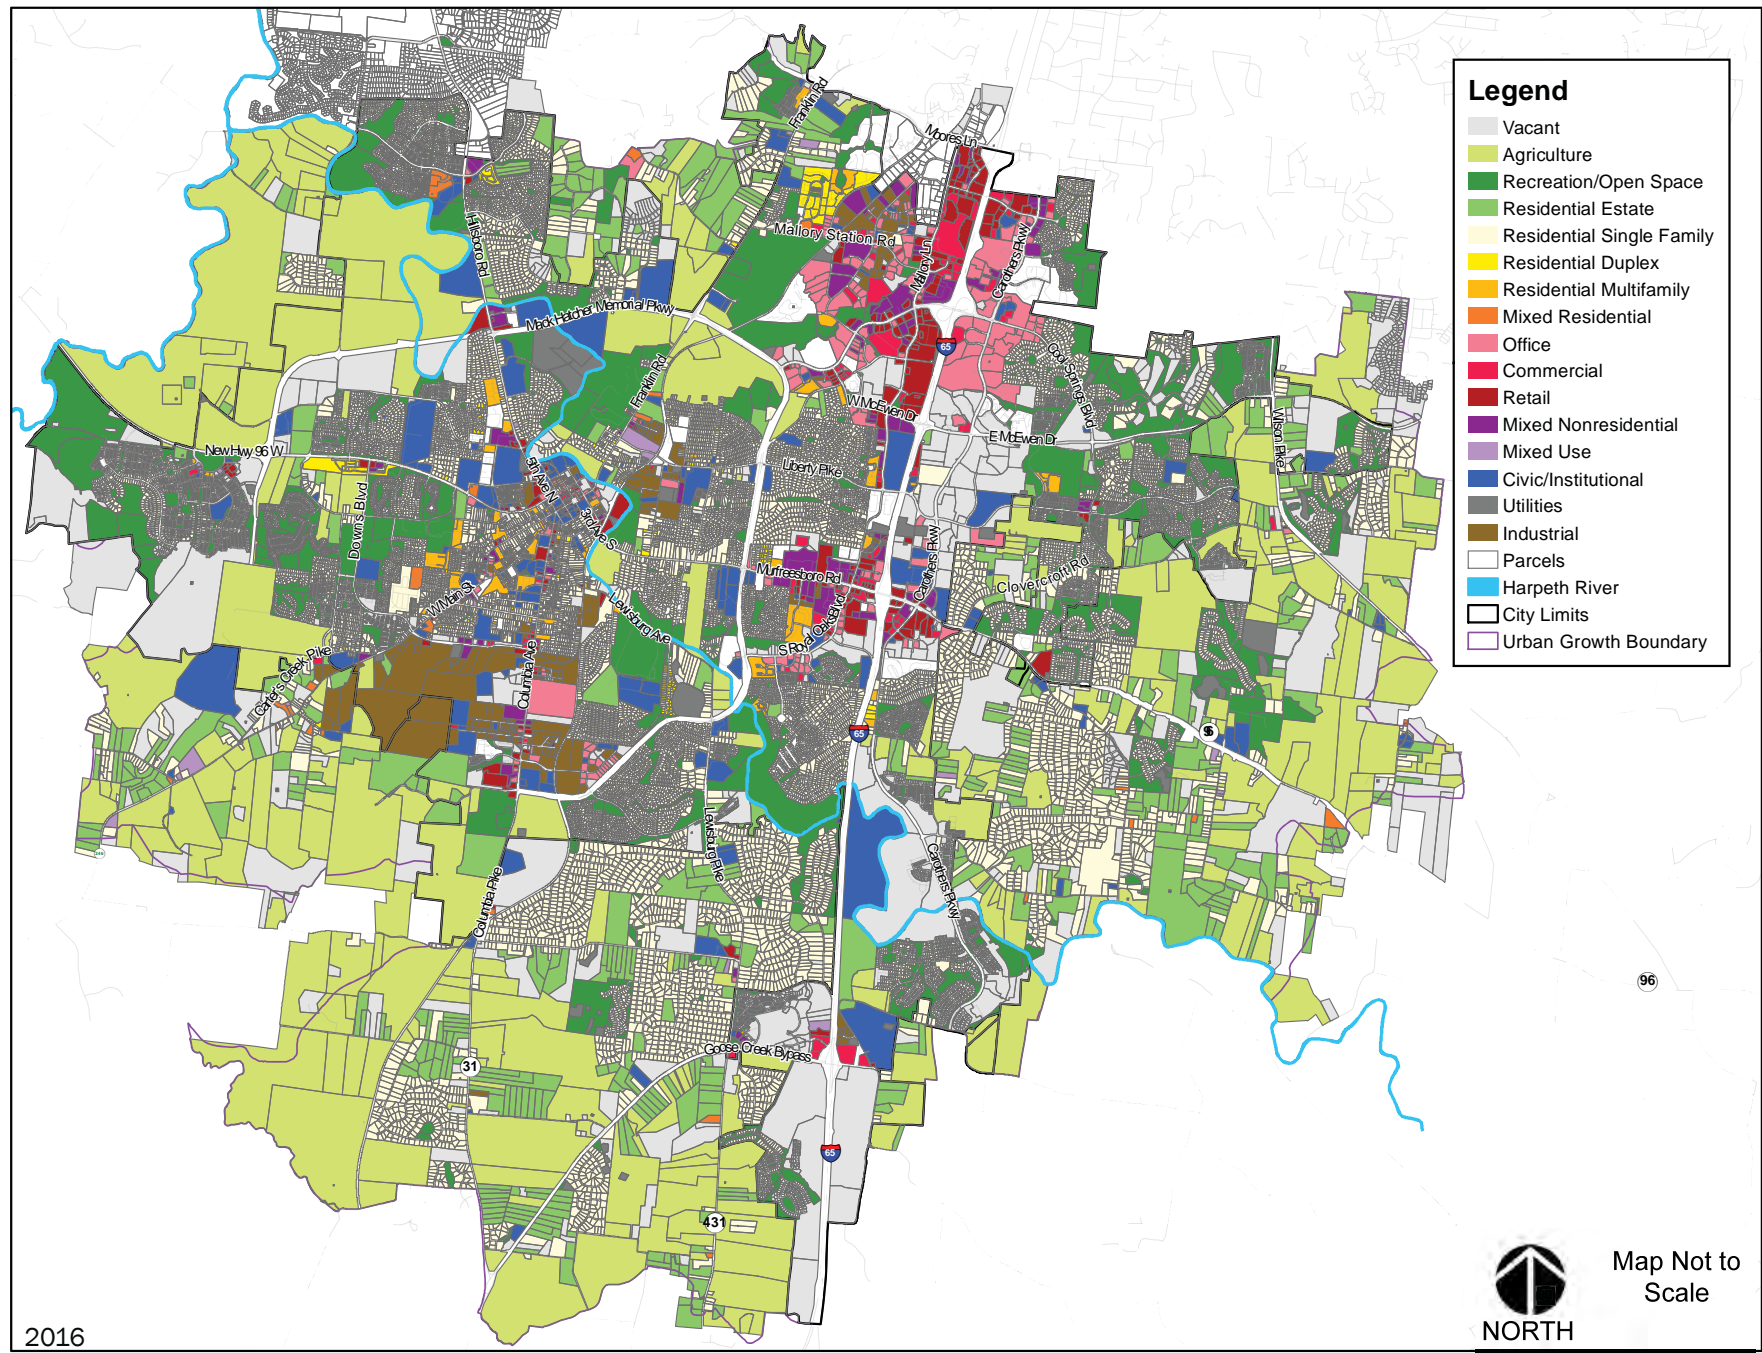 Legend
Vacant
Agriculture
Recreation/Open Space
Residential Estate
Residential Single Family
Residential Duplex
Residential Multifamily
Mixed Residential
Office
Commercial
Retail
Mixed Nonresidential
Mixed Use
Civic/Institutional
Utilities
Industrial
Parcels
Harpeth River
City Limits
Urban Growth Boundary
Franklin Rd
Moores Ln
Hillsboro Rd
Mallory Station Rd
Mallory Ln
Carothers Pkwy
Mack Hatcher Memorial Pkwy
65
Franklin Rd
Cool Springs Blvd
W McEwen Dr
E McEwen Dr
Wilson Pike
New Hwy 96 W
Liberty Pike
5th Ave N
3rd Ave S
Downs Blvd
Murfreesboro Rd
Carothers Pkwy
Clovercroft Rd
W Main St
Lewisburg Ave
S Royal Oaks Blvd
Carter's Creek Pike
Columbia Ave
65
96
Lewisburg Pike
Carothers Pkwy
Columbia Pike
96
Goose Creek Bypass
31
65
431
Map Not to
Scale
NORTH
2016